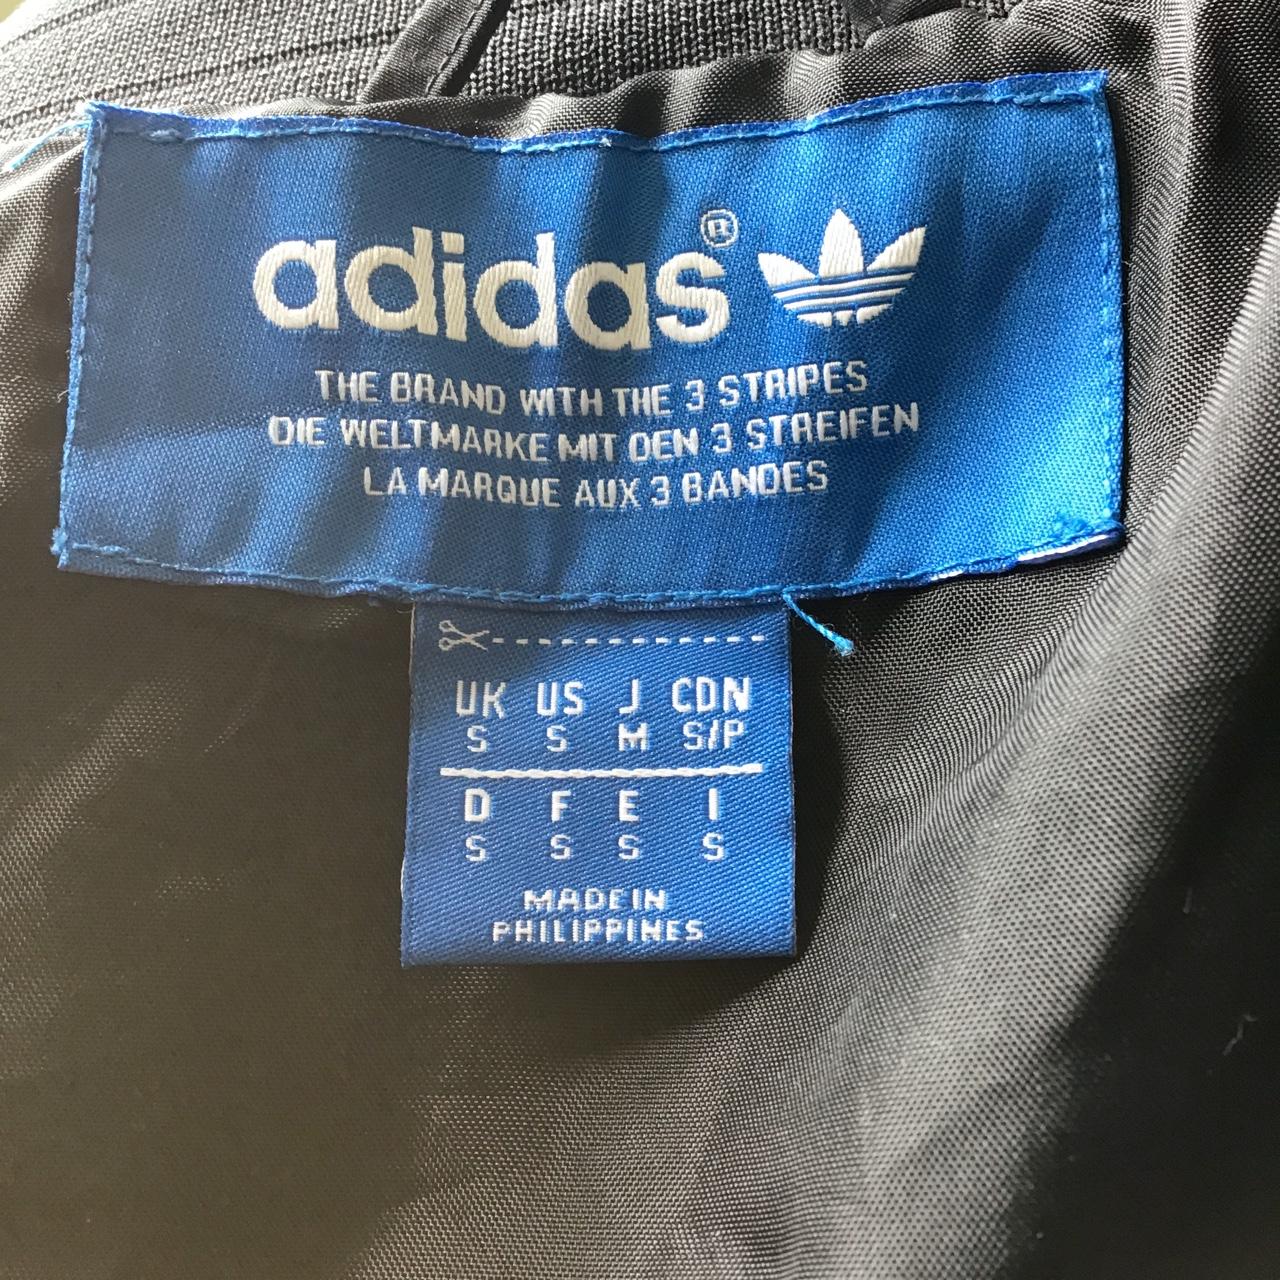 adidas®
THE BRAND WITH THE 3 STRIPES
DIE WELTMARKE MIT DEN 3 STREIFEN
LA MARQUE AUX 3 BANDES
UK US J CDN
S S M S/P
D F E I
S S S S
MADE IN
PHILIPPINES